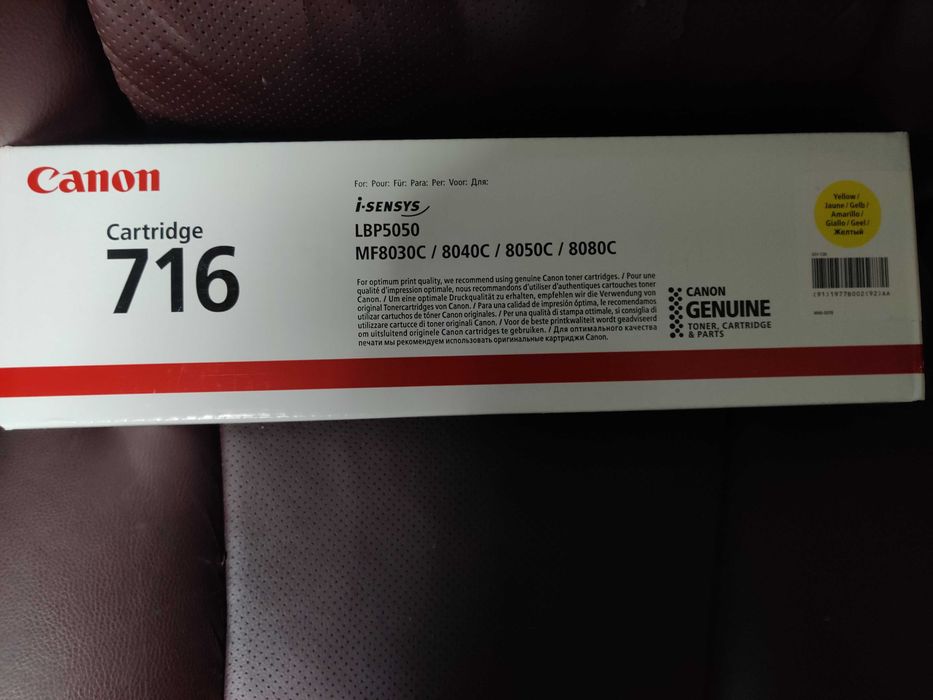 Canon
Cartridge
716
For: Pour: Für: Para: Per: Voor: Для:
i-SENSYS
LBP5050
MF8030C / 8040C / 8050C / 8080C
For optimum print quality, we recommend using genuine Canon toner cartridges. / Pour une
qualité d'impression optimale, nous recommandons d'utiliser d'authentiques cartouches toner
Canon. / Um eine optimale Druckqualität zu erhalten, empfehlen wir die Verwendung von
original Tonercartridges von Canon. / Para una calidad de impresión óptima, le recomendamos
utilizar cartuchos de tóner Canon originales. / Per una qualità di stampa ottimale, si consiglia di
utilizzare cartucce di toner originali Canon. / Voor de beste printkwaliteit wordt geadviseerd
om uitsluitend originele Canon cartridges te gebruiken. / Для оптимального качества
печати мы рекомендуем использовать оригинальные картриджи Canon.
CANON
GENUINE
TONER, CARTRIDGE
& PARTS
Yellow /
Jaune / Gelb /
Amarillo /
Giallo / Geel /
Желтый
(91)1977B002(92)AA